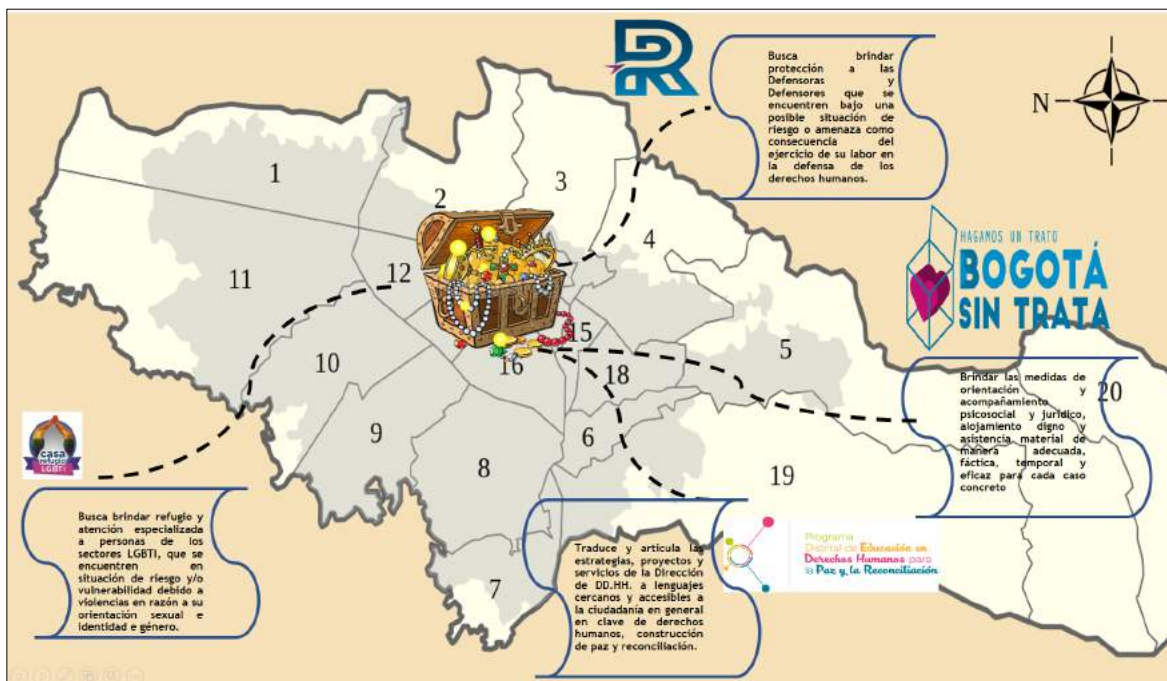 Busca brindar
protección a las
Defensoras y
Defensores que se
encuentren bajo una
posible situación de
riesgo o amenaza como
consecuencia del
ejercicio de su labor en
la defensa de los
derechos humanos.
N
1
2
3
4
11
12
HAGAMOS UN TRATO
BOGOTÁ
SIN TRATA
10
15
16
18
5
9
8
6
19
20
7
Brindar las medidas de
orientación y
acompañamiento
psicosocial y jurídico,
alojamiento digno y
asistencia material de
manera adecuada,
fáctica, temporal y
eficaz para cada caso
concreto
casa
refugio
LGBTI
Busca brindar refugio y
atención especializada
a personas de los
sectores LGBTI, que se
encuentren en
situación de riesgo y/o
vulnerabilidad debido a
violencias en razón a su
orientación sexual e
identidad e género.
Traduce y articula las
estrategias, proyectos y
servicios de la Dirección
de DD.HH. a lenguajes
cercanos y accesibles a
la ciudadanía en general
en clave de derechos
humanos, construcción
de paz y reconciliación.
Programa
Distrital de Educación en
Derechos Humanos para
la Paz y la Reconciliación